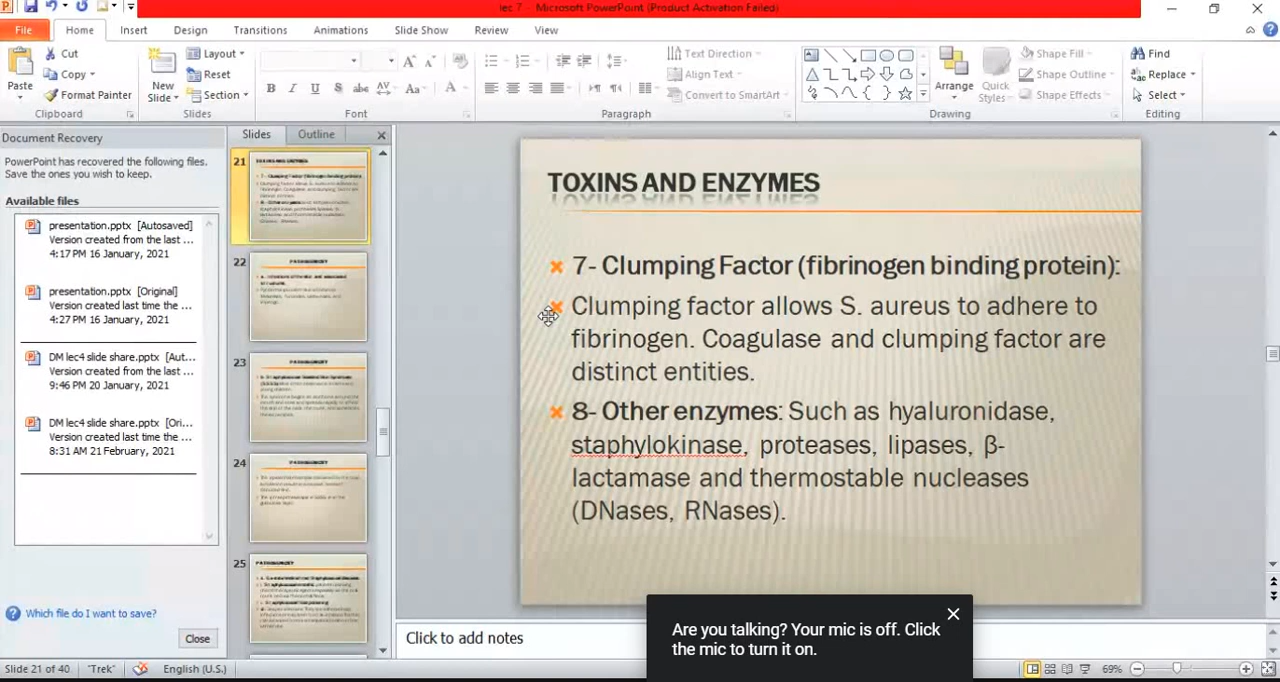 lec 7 - Microsoft PowerPoint (Product Activation Failed)
File Home Insert Design Transitions Animations Slide Show Review View
Paste
Cut
Copy
Format Painter
Clipboard
New Slide
Layout
Reset
Section
Slides
B I U S abc AV Aa A
Font
Text Direction
Align Text
Convert to SmartArt
Paragraph
Arrange
Quick Styles
Shape Fill
Shape Outline
Shape Effects
Drawing
Find
Replace
Select
Editing
Document Recovery
PowerPoint has recovered the following files.
Save the ones you wish to keep.
Available files
presentation.pptx [Autosaved]
Version created from the last ...
4:17 PM 16 January, 2021
presentation.pptx [Original]
Version created last time the ...
4:27 PM 16 January, 2021
DM lec4 slide share.pptx [Aut...
Version created from the last ...
9:46 PM 20 January, 2021
DM lec4 slide share.pptx [Ori...
Version created last time the ...
8:31 AM 21 February, 2021
Which file do I want to save?
Close
Slides Outline
21
22
23
24
25
TOXINS AND ENZYMES
7- Clumping Factor (fibrinogen binding protein):
Clumping factor allows S. aureus to adhere to
fibrinogen. Coagulase and clumping factor are
distinct entities.
8- Other enzymes: Such as hyaluronidase,
staphylokinase, proteases, lipases, β-
lactamase and thermostable nucleases
(DNases, RNases).
Click to add notes
Are you talking? Your mic is off. Click
the mic to turn it on.
Slide 21 of 40 "Trek" English (U.S.) 69%